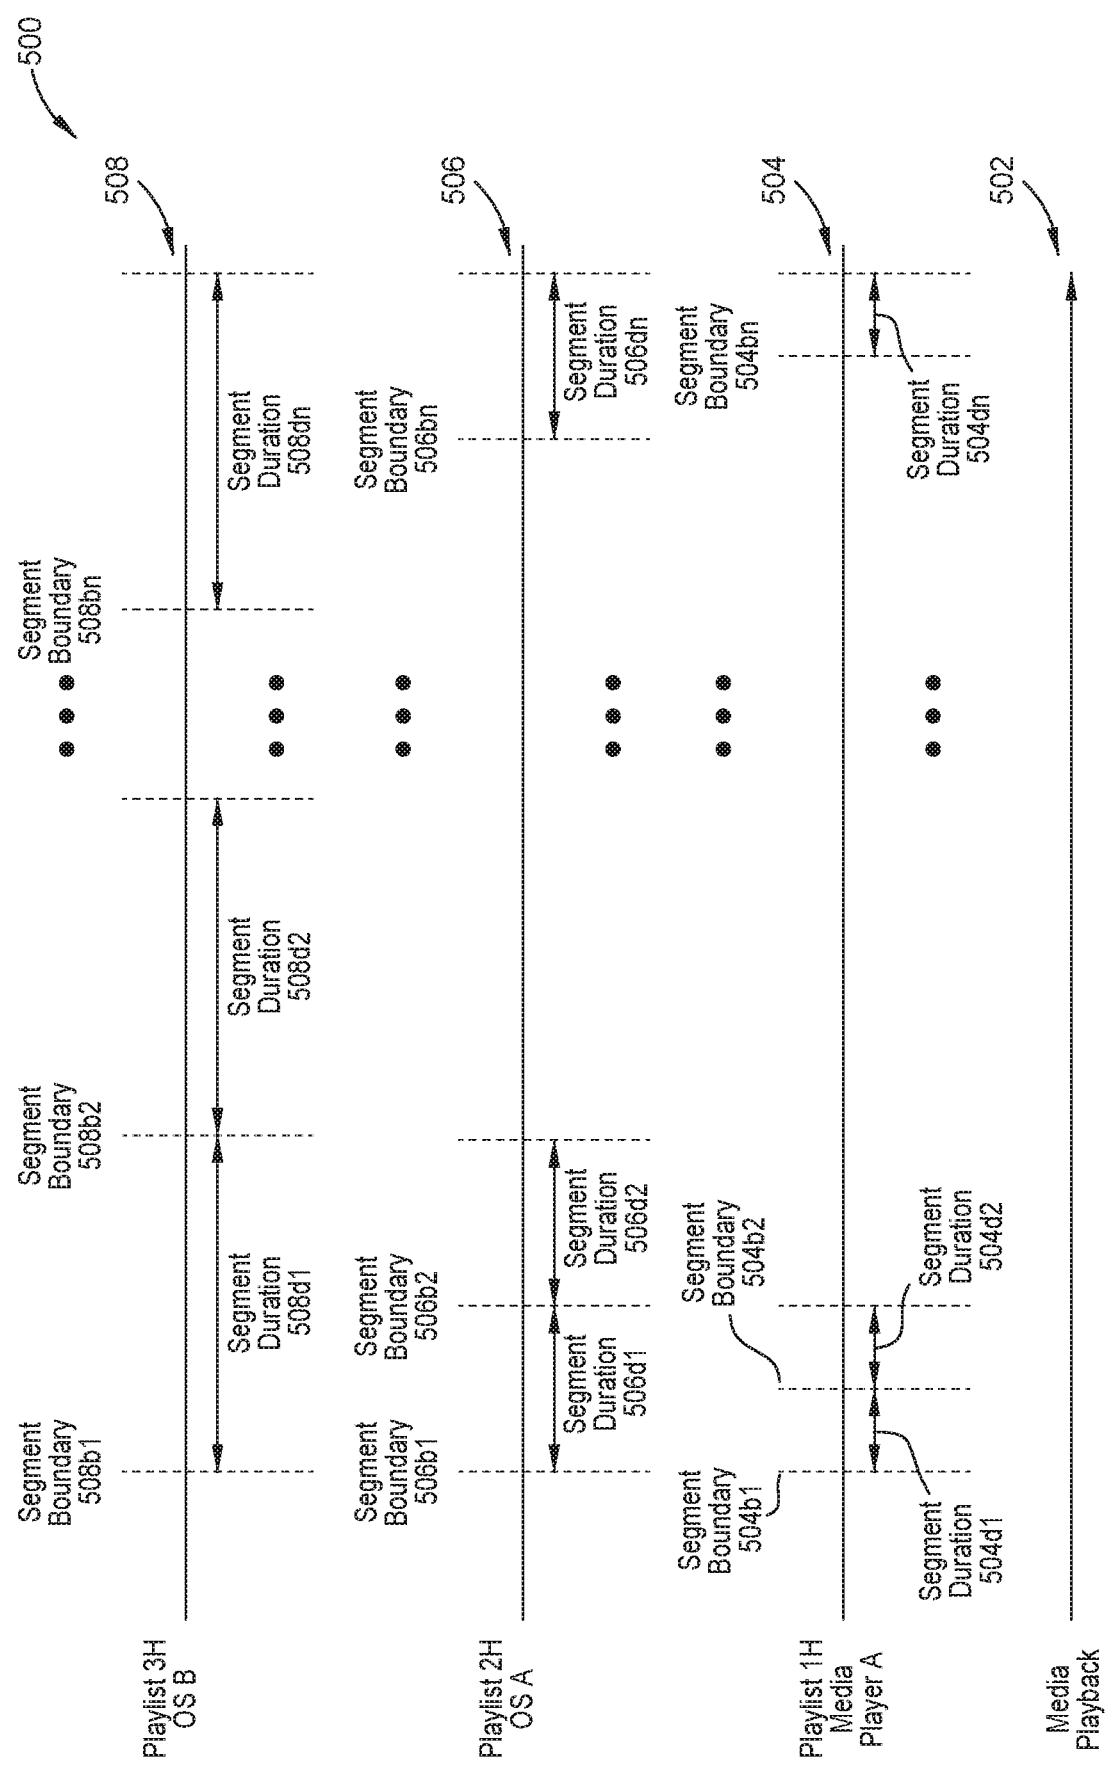 500
508
Segment
Boundary
508b1
Segment
Boundary
508b2
Segment
Boundary
508bn
Playlist 3H
OS B
Segment
Duration
508d1
Segment
Duration
508d2
Segment
Duration
508dn
506
Segment
Boundary
506b1
Segment
Boundary
506b2
Segment
Boundary
506bn
Playlist 2H
OS A
Segment
Duration
506d1
Segment
Duration
506d2
Segment
Duration
506dn
504
Segment
Boundary
504b1
Segment
Boundary
504b2
Segment
Boundary
504bn
Playlist 1H
Media
Player A
Segment
Duration
504d1
Segment
Duration
504d2
Segment
Duration
504dn
502
Media
Playback